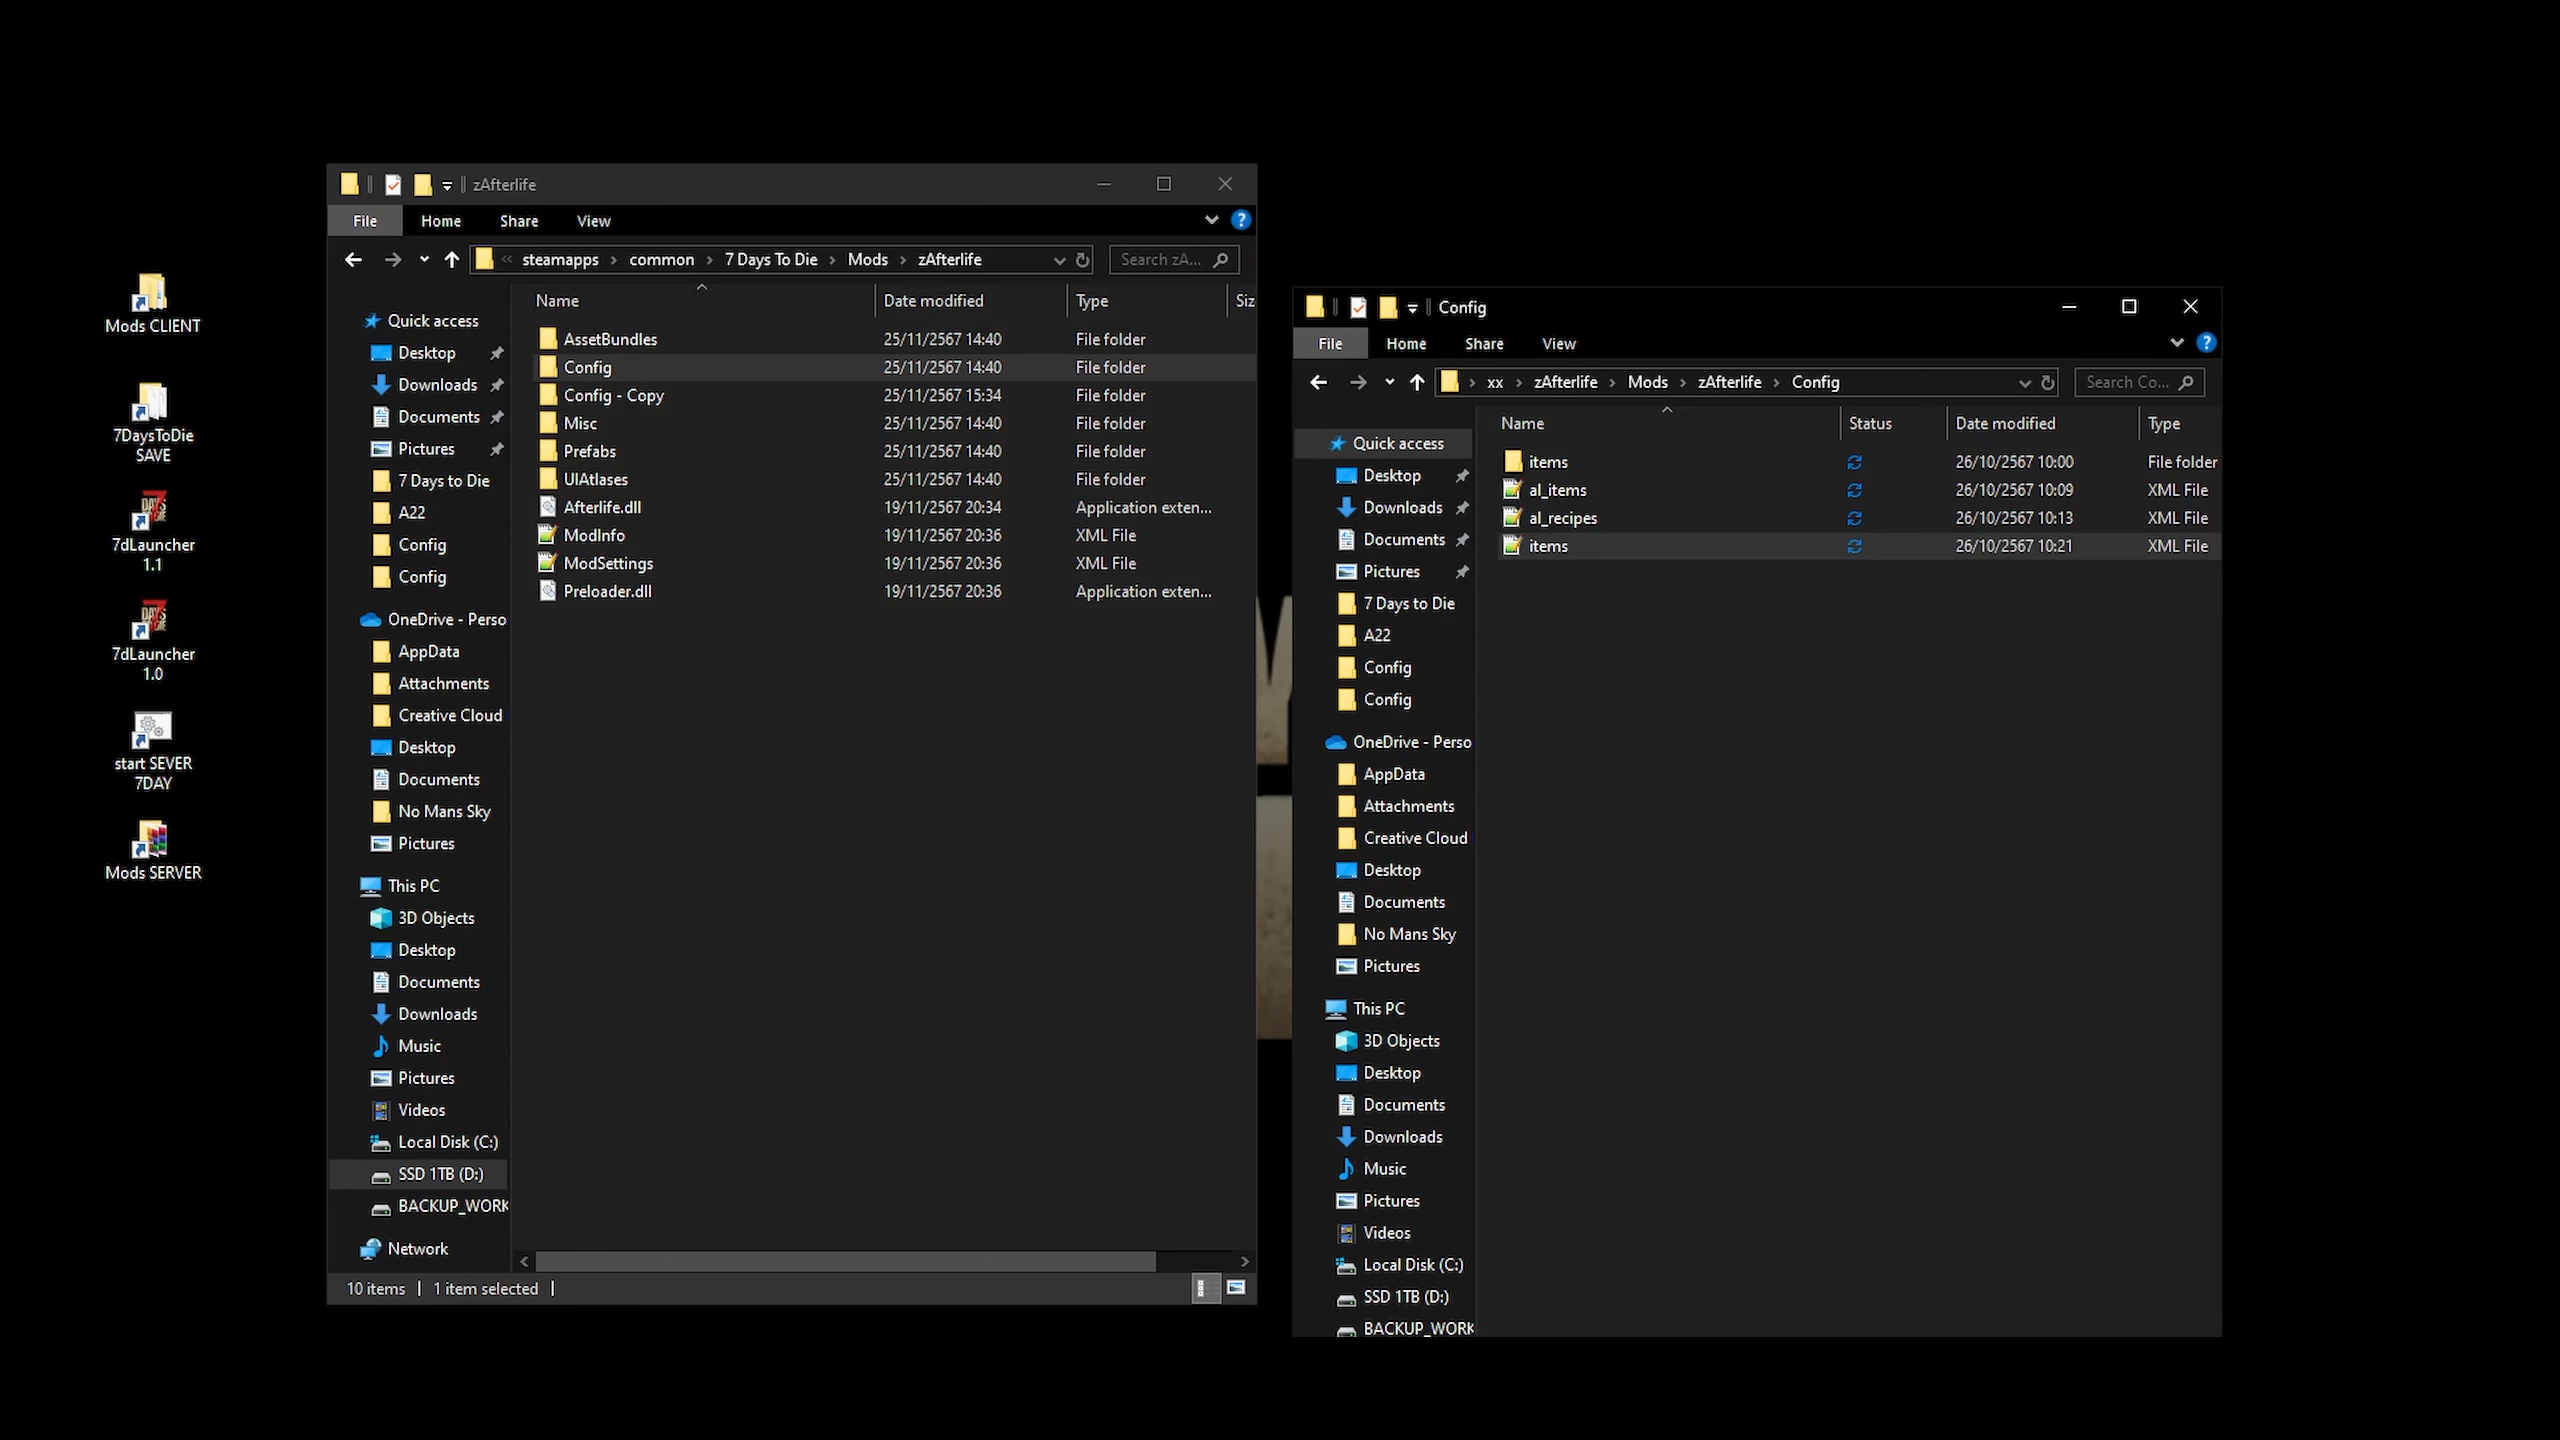 Mods CLIENT
7DaysToDie
SAVE
7dLauncher
1.1
7dLauncher
1.0
start SEVER
7DAY
Mods SERVER
zAfterlife
File Home Share View
steamapps common 7 Days To Die Mods zAfterlife Search zA...
Name Date modified Type Siz
Quick access
Desktop
Downloads
Documents
Pictures
7 Days to Die
A22
Config
Config
OneDrive - Perso
AppData
Attachments
Creative Cloud
Desktop
Documents
No Mans Sky
Pictures
This PC
3D Objects
Desktop
Documents
Downloads
Music
Pictures
Videos
Local Disk (C:)
SSD 1TB (D:)
BACKUP_WORK
Network
AssetBundles 25/11/2567 14:40 File folder
Config 25/11/2567 14:40 File folder
Config - Copy 25/11/2567 15:34 File folder
Misc 25/11/2567 14:40 File folder
Prefabs 25/11/2567 14:40 File folder
UIAtlases 25/11/2567 14:40 File folder
Afterlife.dll 19/11/2567 20:34 Application exten...
ModInfo 19/11/2567 20:36 XML File
ModSettings 19/11/2567 20:36 XML File
Preloader.dll 19/11/2567 20:36 Application exten...
10 items 1 item selected
Config
File Home Share View
xx zAfterlife Mods zAfterlife Config Search Co...
Name Status Date modified Type
Quick access
Desktop
Downloads
Documents
Pictures
7 Days to Die
A22
Config
Config
OneDrive - Perso
AppData
Attachments
Creative Cloud
Desktop
Documents
No Mans Sky
Pictures
This PC
3D Objects
Desktop
Documents
Downloads
Music
Pictures
Videos
Local Disk (C:)
SSD 1TB (D:)
BACKUP_WORK
items 26/10/2567 10:00 File folder
al_items 26/10/2567 10:09 XML File
al_recipes 26/10/2567 10:13 XML File
items 26/10/2567 10:21 XML File